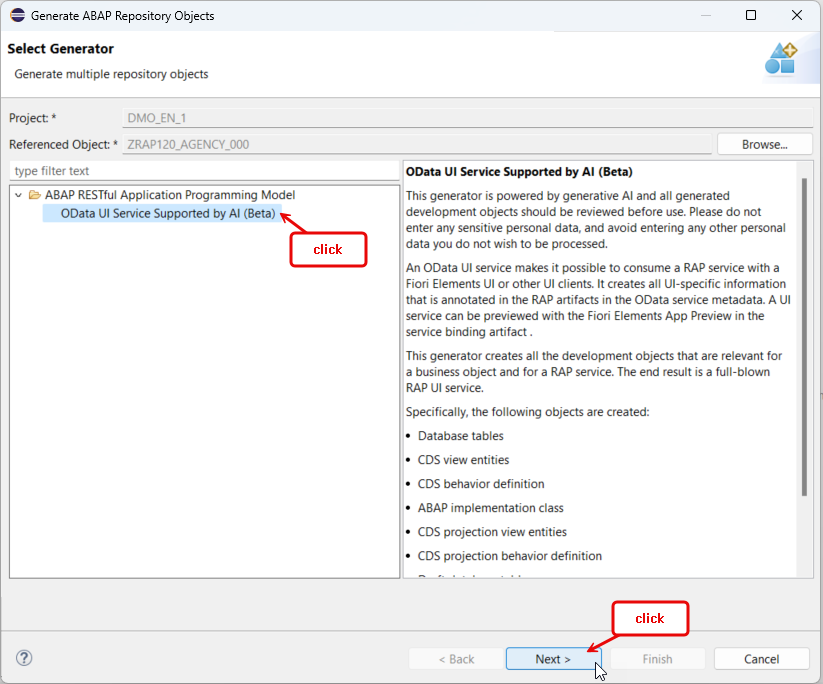 Generate ABAP Repository Objects
Select Generator
Generate multiple repository objects
Project: *
DMO_EN_1
Referenced Object: *
ZRAP120_AGENCY_000
Browse...
type filter text
ABAP RESTful Application Programming Model
OData UI Service Supported by AI (Beta)
click
OData UI Service Supported by AI (Beta)
This generator is powered by generative AI and all generated
development objects should be reviewed before use. Please do not
enter any sensitive personal data, and avoid entering any other personal
data you do not wish to be processed.
An OData UI service makes it possible to consume a RAP service with a
Fiori Elements UI or other UI clients. It creates all UI-specific information
that is annotated in the RAP artifacts in the OData service metadata. A UI
service can be previewed with the Fiori Elements App Preview in the
service binding artifact .
This generator creates all the development objects that are relevant for
a business object and for a RAP service. The end result is a full-blown
RAP UI service.
Specifically, the following objects are created:
• Database tables
• CDS view entities
• CDS behavior definition
• ABAP implementation class
• CDS projection view entities
• CDS projection behavior definition
click
?
< Back
Next >
Finish
Cancel